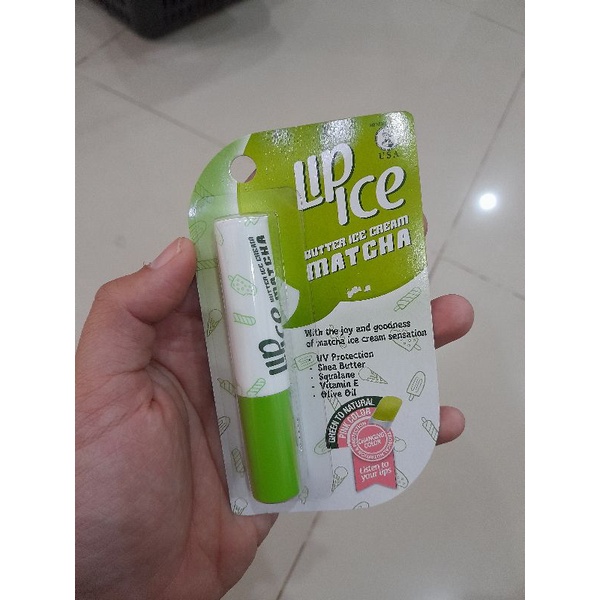 USA
LIP
ICE
BUTTER ICE CREAM
MATCHA
With the joy and goodness
of matcha ice cream sensation
- UV Protection
- Shea Butter
- Squalane
- Vitamin E
- Olive Oil
GREEN TO NATURAL
PINK COLOR
CHANGING
COLOR
Listen to
your lips
LIP ICE
BUTTER ICE CREAM
MATCHA